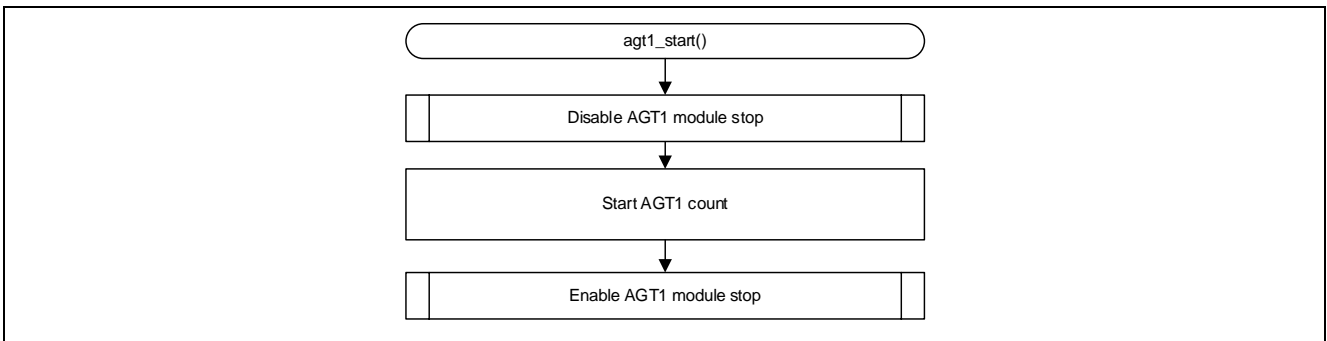 agt1_start()
Disable AGT1 module stop
Start AGT1 count
Enable AGT1 module stop